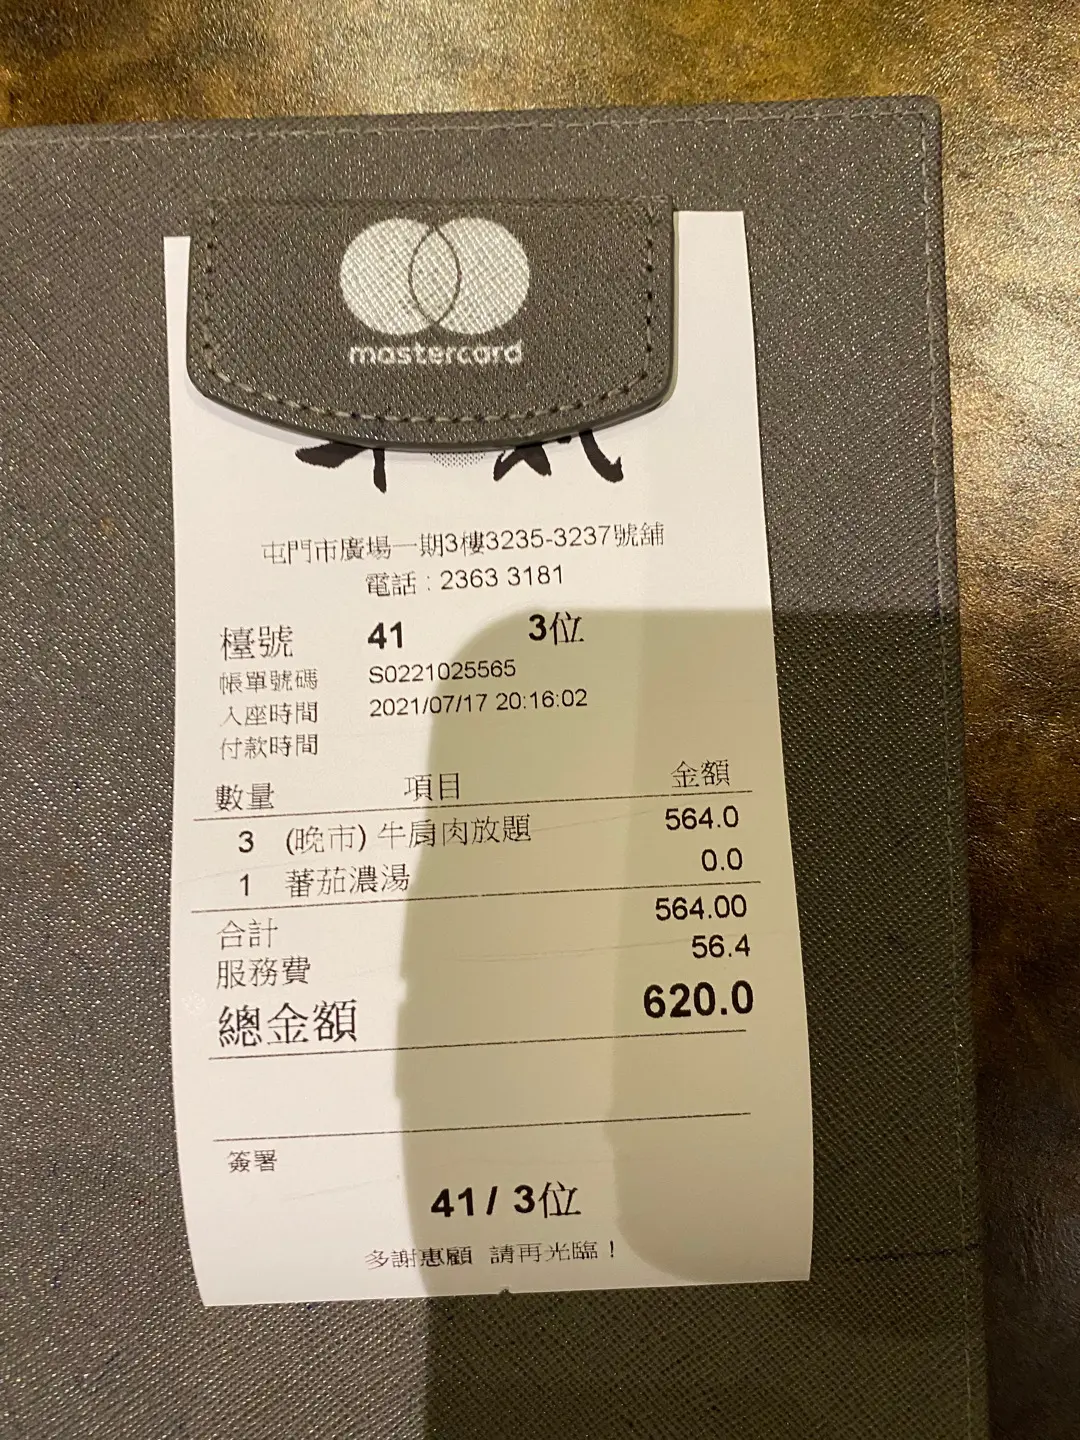 mastercard
屯門市廣場一期3樓3235-3237號舖
電話 : 2363 3181
檯號 41 3位
帳單號碼 S0221025565
入座時間 2021/07/17 20:16:02
付款時間
數量 項目 金額
3 (晚市) 牛肩肉放題 564.0
1 蕃茄濃湯 0.0
合計 564.00
服務費 56.4
總金額 620.0
簽署
41 / 3位
多謝惠顧 請再光臨！